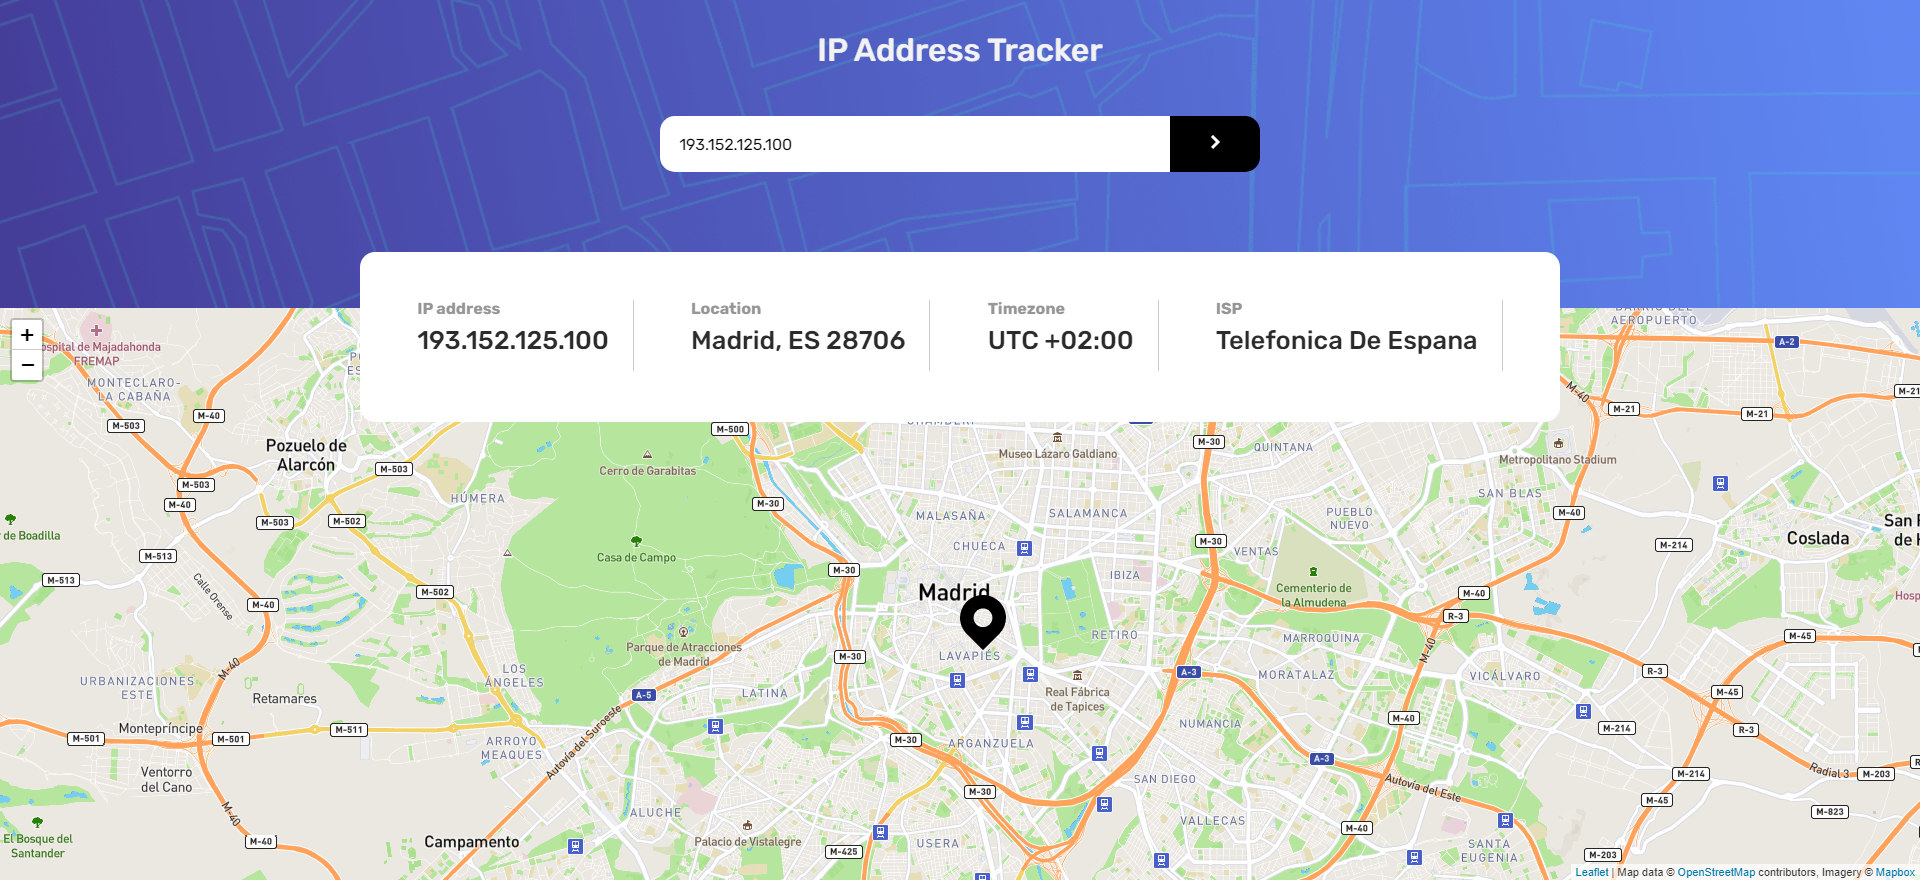 IP Address Tracker
193.152.125.100
IP address
193.152.125.100
Location
Madrid, ES 28706
Timezone
UTC +02:00
ISP
Telefonica De Espana
+
−
AEROPUERTO
A-2
ospital de Majadahonda
FREMAP
MONTECLARO-
LA CABAÑA
M-40
M-40
M-21
M-21
M-503
M-500
M-30
CHAMBERÍ
QUINTANA
Pozuelo de
Alarcón
Museo Lázaro Galdiano
Metropolitano Stadium
Cerro de Garabitas
M-503
M-503
M-40
HÚMERA
M-30
SAN BLAS
MALASAÑA
SALAMANCA
PUEBLO
NUEVO
M-40
M-503
M-502
de Boadilla
Casa de Campo
CHUECA
M-30
VENTAS
M-214
Coslada
M-513
M-513
M-30
IBIZA
Cementerio de
la Almudena
Calle Orense
M-502
M-40
Madrid
M-40
R-3
RETIRO
MARROQUINA
M-45
Parque de Atracciones
de Madrid
M-30
LAVAPIÉS
M-40
M-40
LOS
ÁNGELES
A-3
MORATALAZ
VICÁLVARO
R-3
URBANIZACIONES
ESTE
Retamares
A-5
LATINA
Real Fábrica
de Tapices
M-45
Montepríncipe
M-501
M-501
M-511
NUMANCIA
M-40
M-214
R-3
ARROYO
MEAQUES
Autovía del Suroeste
M-30
ARGANZUELA
A-3
Ventorro
del Cano
SAN DIEGO
Autovía del Este
M-214
Radial 3
M-203
M-40
M-30
M-45
M-823
ALUCHE
VALLECAS
M-40
El Bosque del
Santander
M-40
Campamento
Palacio de Vistalegre
M-425
USERA
SANTA
EUGENIA
M-203
Leaflet | Map data © OpenStreetMap contributors, Imagery © Mapbox